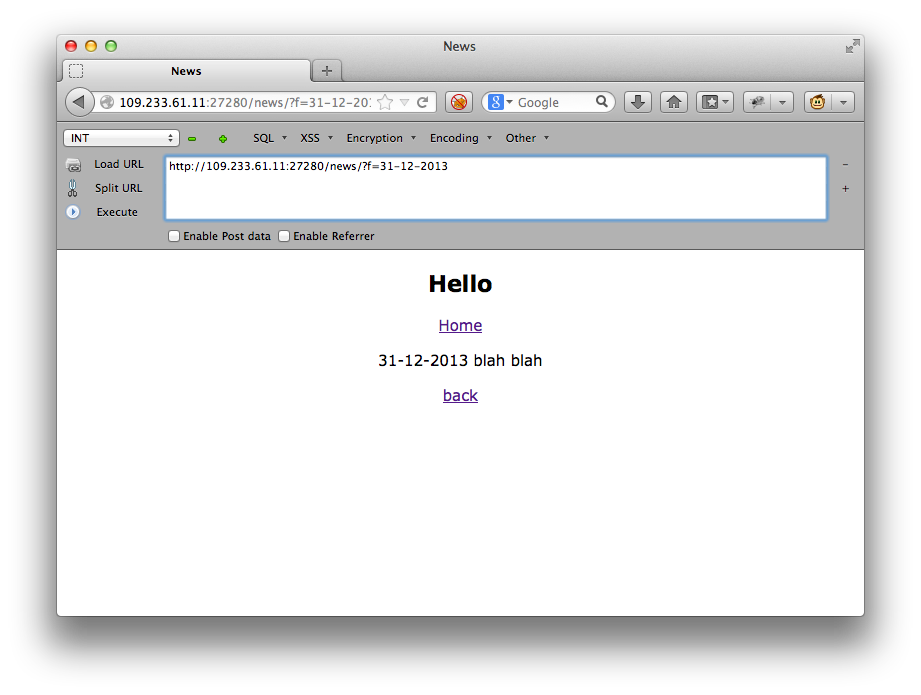 News
News
109.233.61.11:27280/news/?f=31-12-201
Google
INT
SQL XSS Encryption Encoding Other
Load URL
http://109.233.61.11:27280/news/?f=31-12-2013
Split URL
Execute
Enable Post data Enable Referrer
Hello
Home
31-12-2013 blah blah
back